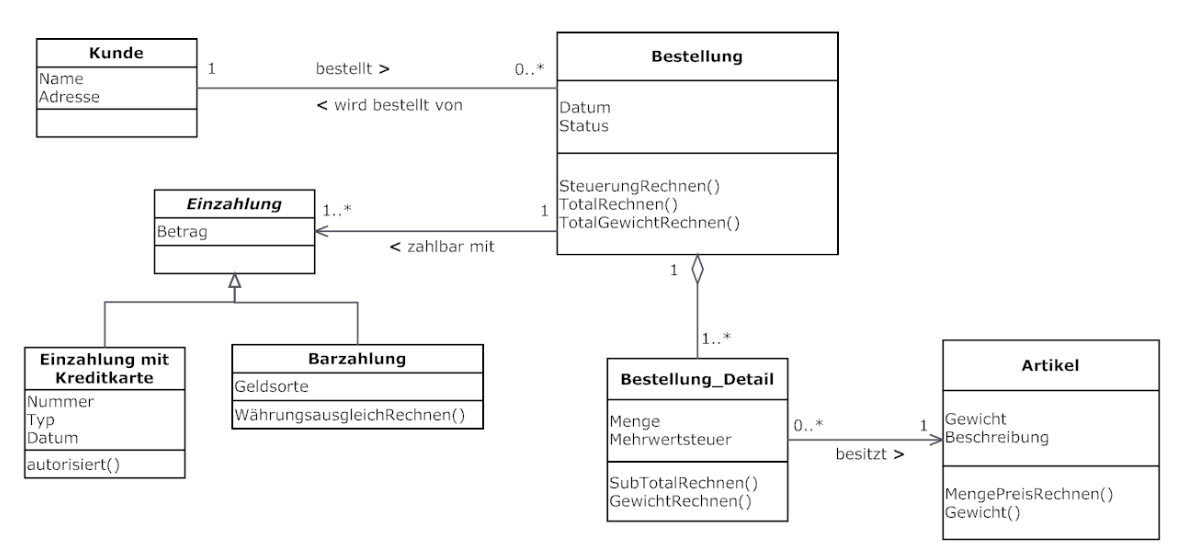 Kunde
Name
Adresse
1
bestellt >
0..*
< wird bestellt von
Bestellung
Datum
Status
SteuerungRechnen()
TotalRechnen()
TotalGewichtRechnen()
Einzahlung
Betrag
1..*
1
< zahlbar mit
Einzahlung mit
Kreditkarte
Nummer
Typ
Datum
autorisiert()
Barzahlung
Geldsorte
WährungsausgleichRechnen()
1
1..*
Bestellung_Detail
Menge
Mehrwertsteuer
SubTotalRechnen()
GewichtRechnen()
0..*
1
besitzt >
Artikel
Gewicht
Beschreibung
MengePreisRechnen()
Gewicht()